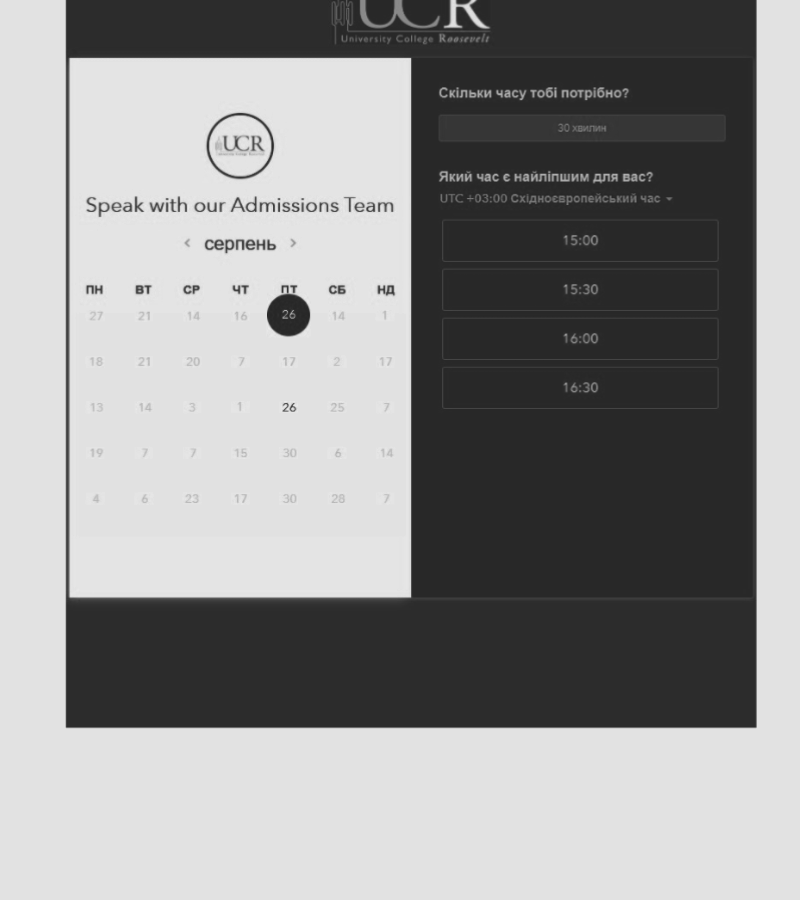 UCR
University College Roosevelt
UCR
Speak with our Admissions Team
< серпень >
ПН ВТ СР ЧТ ПТ СБ НД
27 21 14 16 26 14 1
18 21 20 7 17 2 17
13 14 3 1 26 25 7
19 7 7 15 30 6 14
4 6 23 17 30 28 7
Скільки часу тобі потрібно?
30 хвилин
Який час є найліпшим для вас?
UTC +03:00 Східноєвропейський час
15:00
15:30
16:00
16:30